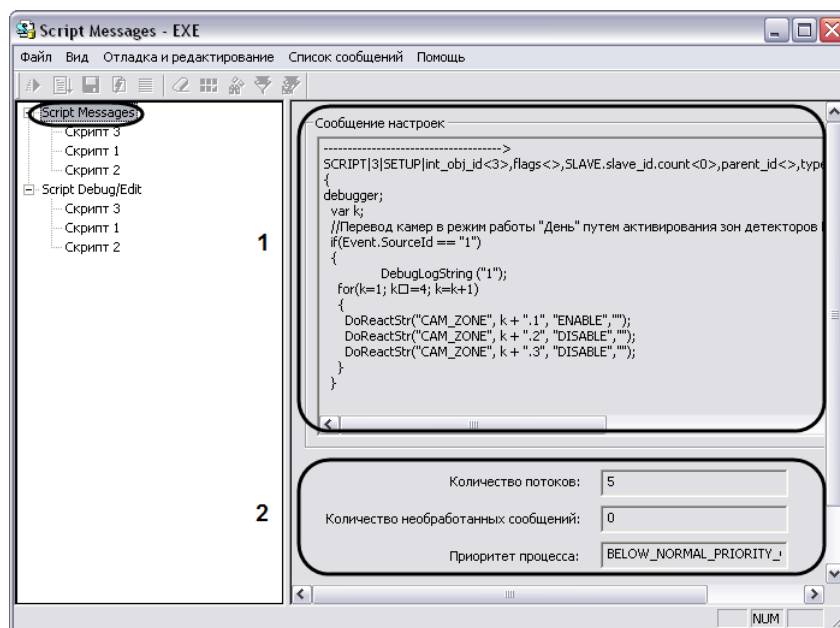 Script Messages - EXE
Файл Вид Отладка и редактирование Список сообщений Помощь
Script Messages
Скрипт 3
Скрипт 1
Скрипт 2
Script Debug/Edit
Скрипт 3
Скрипт 1
Скрипт 2
1
2
Сообщение настроек
------------------------------------->
SCRIPT|3|SETUP|int_obj_id<3>,flags<>,SLAVE.slave_id.count<0>,parent_id<>,type
{
debugger;
var k;
//Перевод камер в режим работы "День" путем активирования зон детекторов
if(Event.SourceId == "1")
{
DebugLogString ("1");
for(k=1; k□=4; k=k+1)
{
DoReactStr("CAM_ZONE", k + ".1", "ENABLE","");
DoReactStr("CAM_ZONE", k + ".2", "DISABLE","");
DoReactStr("CAM_ZONE", k + ".3", "DISABLE","");
}
}
Количество потоков: 5
Количество необработанных сообщений: 0
Приоритет процесса: BELOW_NORMAL_PRIORITY_
NUM